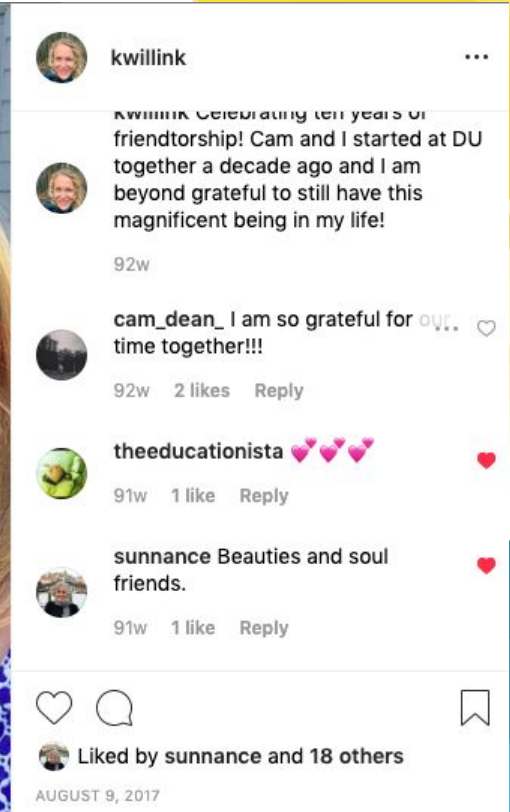 kwillink
kwillink Celebrating ten years of
friendtorship! Cam and I started at DU
together a decade ago and I am
beyond grateful to still have this
magnificent being in my life!
92w
cam_dean_ I am so grateful for our
time together!!!
92w 2 likes Reply
theeducationista 💕💕💕
91w 1 like Reply
sunnance Beauties and soul
friends.
91w 1 like Reply
Liked by sunnance and 18 others
AUGUST 9, 2017